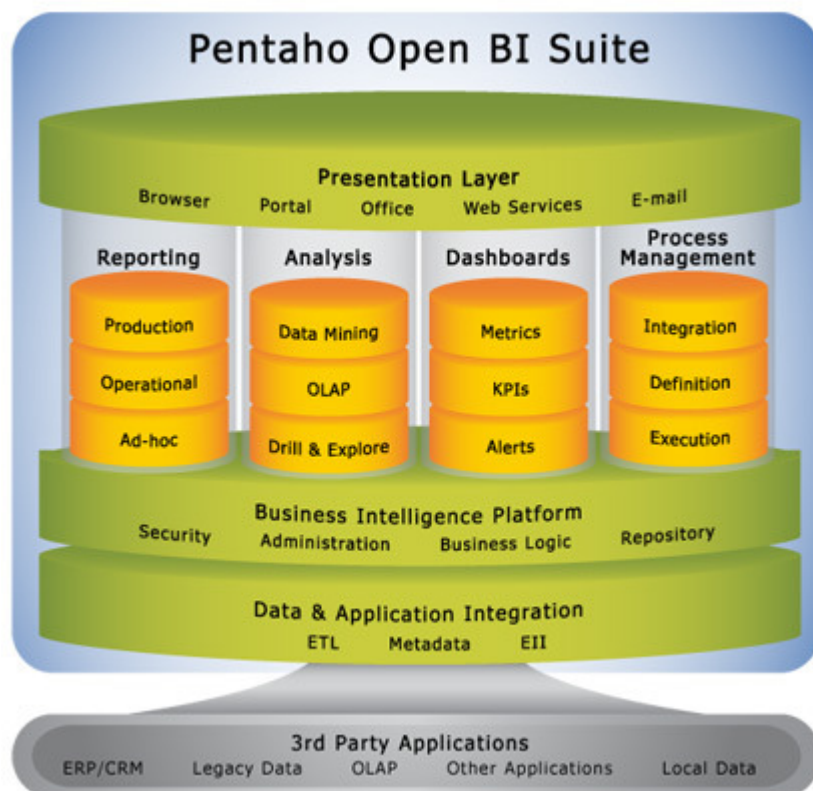 Pentaho Open BI Suite
Presentation Layer
Browser Portal Office Web Services E-mail
Reporting Analysis Dashboards Process Management
Production Data Mining Metrics Integration
Operational OLAP KPIs Definition
Ad-hoc Drill & Explore Alerts Execution
Business Intelligence Platform
Security Administration Business Logic Repository
Data & Application Integration
ETL Metadata EII
3rd Party Applications
ERP/CRM Legacy Data OLAP Other Applications Local Data